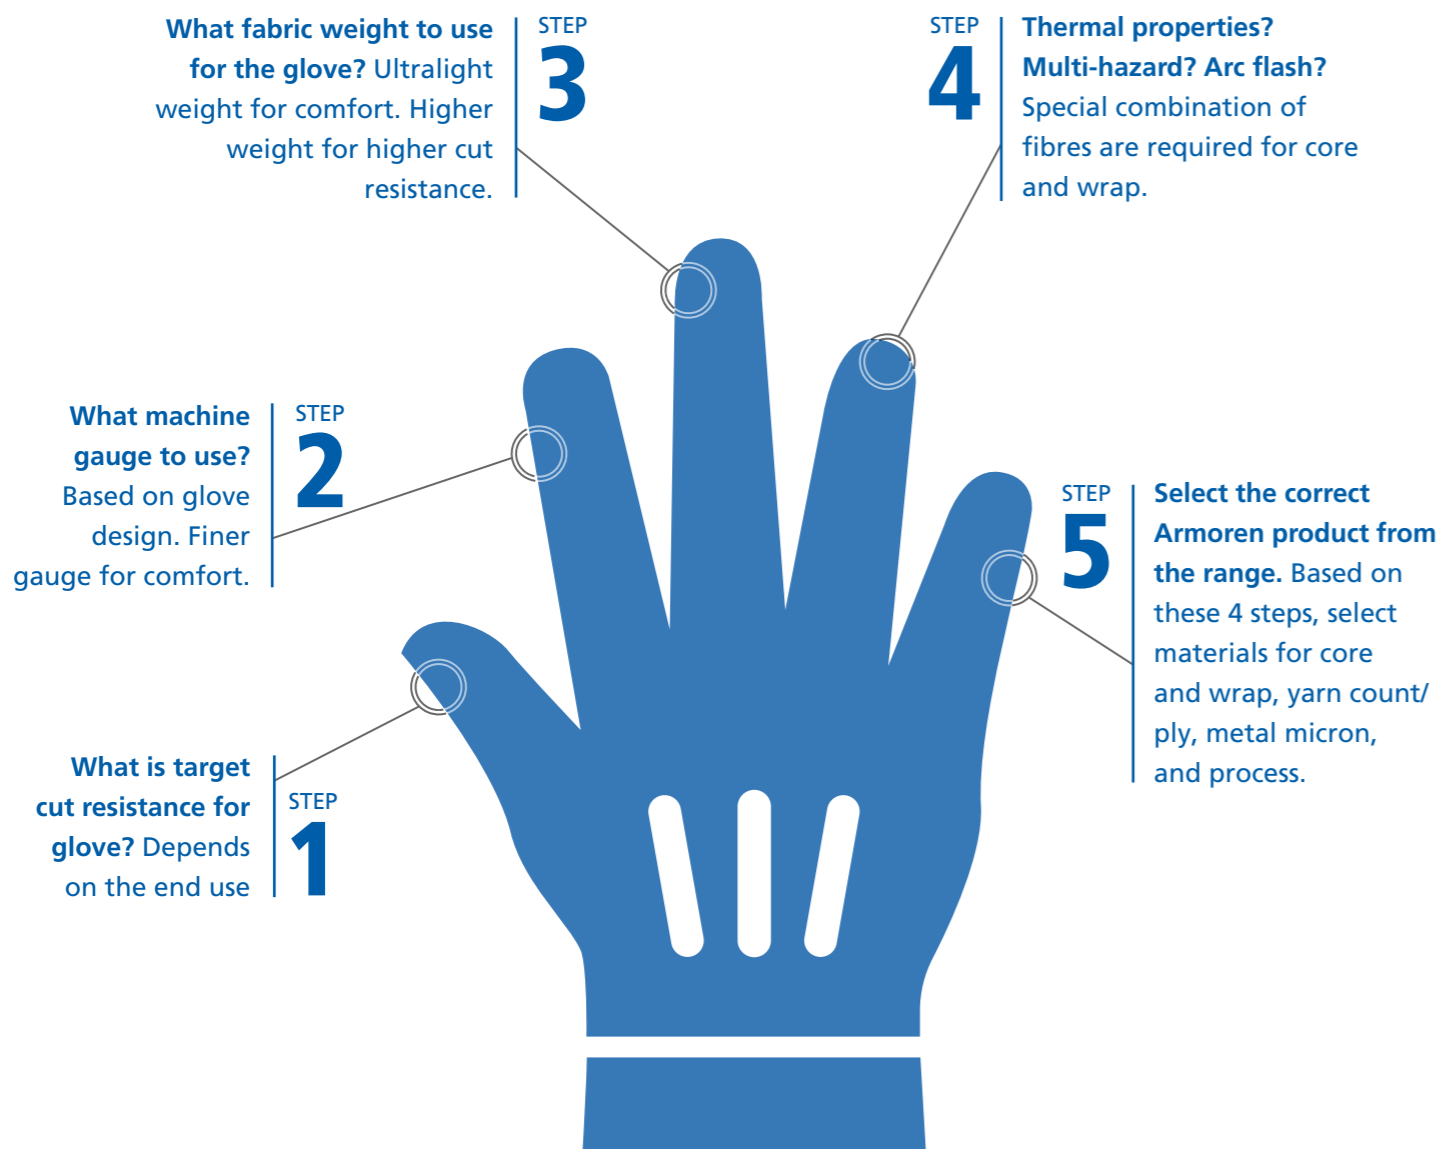 STEP
1
What is target
cut resistance for
glove? Depends
on the end use
STEP
2
What machine
gauge to use?
Based on glove
design. Finer
gauge for comfort.
STEP
3
What fabric weight to use
for the glove? Ultralight
weight for comfort. Higher
weight for higher cut
resistance.
STEP
4
Thermal properties?
Multi-hazard? Arc flash?
Special combination of
fibres are required for core
and wrap.
STEP
5
Select the correct
Armoren product from
the range. Based on
these 4 steps, select
materials for core
and wrap, yarn count/
ply, metal micron,
and process.